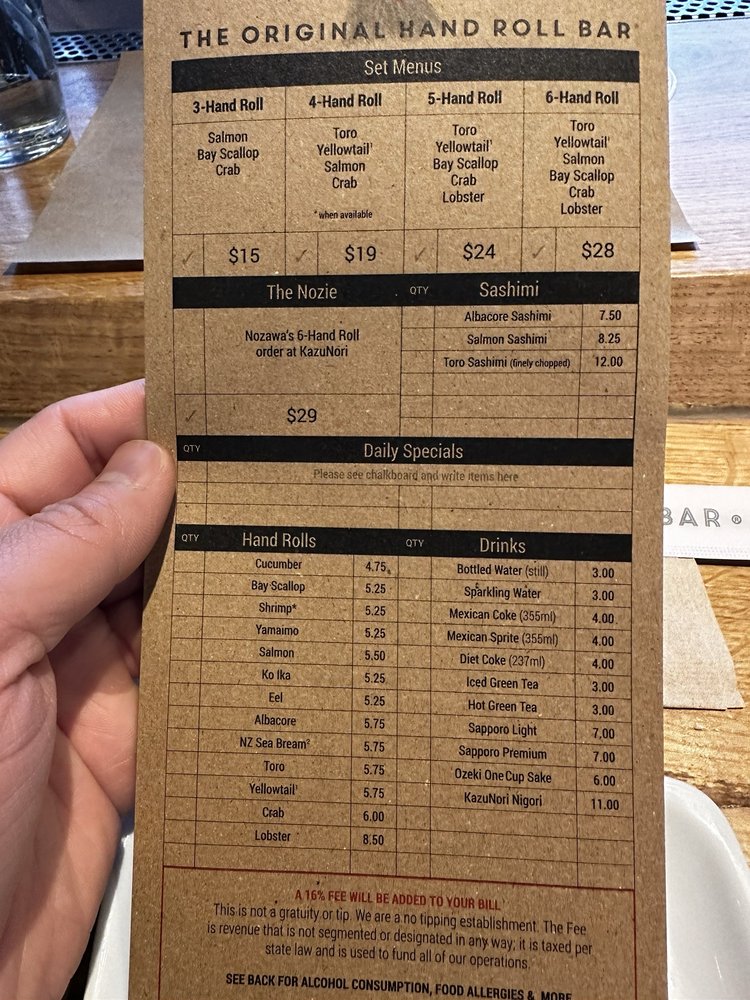 THE ORIGINAL HAND ROLL BAR
Set Menus
3-Hand Roll
Salmon
Bay Scallop
Crab
✓ $15
4-Hand Roll
Toro
Yellowtail¹
Salmon
Crab
* when available
✓ $19
5-Hand Roll
Toro
Yellowtail¹
Bay Scallop
Crab
Lobster
✓ $24
6-Hand Roll
Toro
Yellowtail¹
Salmon
Bay Scallop
Crab
Lobster
✓ $28
The Nozie
Nozawa's 6-Hand Roll
order at KazuNori
✓ $29
QTY Sashimi
Albacore Sashimi 7.50
Salmon Sashimi 8.25
Toro Sashimi (finely chopped) 12.00
QTY Daily Specials
Please see chalkboard and write items here
QTY Hand Rolls
Cucumber 4.75
Bay Scallop 5.25
Shrimp* 5.25
Yamaimo 5.25
Salmon 5.50
Ko Ika 5.25
Eel 5.25
Albacore 5.75
NZ Sea Bream² 5.75
Toro 5.75
Yellowtail¹ 5.75
Crab 6.00
Lobster 8.50
QTY Drinks
Bottled Water (still) 3.00
Sparkling Water 3.00
Mexican Coke (355ml) 4.00
Mexican Sprite (355ml) 4.00
Diet Coke (237ml) 4.00
Iced Green Tea 3.00
Hot Green Tea 3.00
Sapporo Light 7.00
Sapporo Premium 7.00
Ozeki One Cup Sake 6.00
KazuNori Nigori 11.00
A 16% FEE WILL BE ADDED TO YOUR BILL
This is not a gratuity or tip. We are a no tipping establishment. The Fee
is revenue that is not segmented or designated in any way; it is taxed per
state law and is used to fund all of our operations.
SEE BACK FOR ALCOHOL CONSUMPTION, FOOD ALLERGIES & MORE
BAR ®